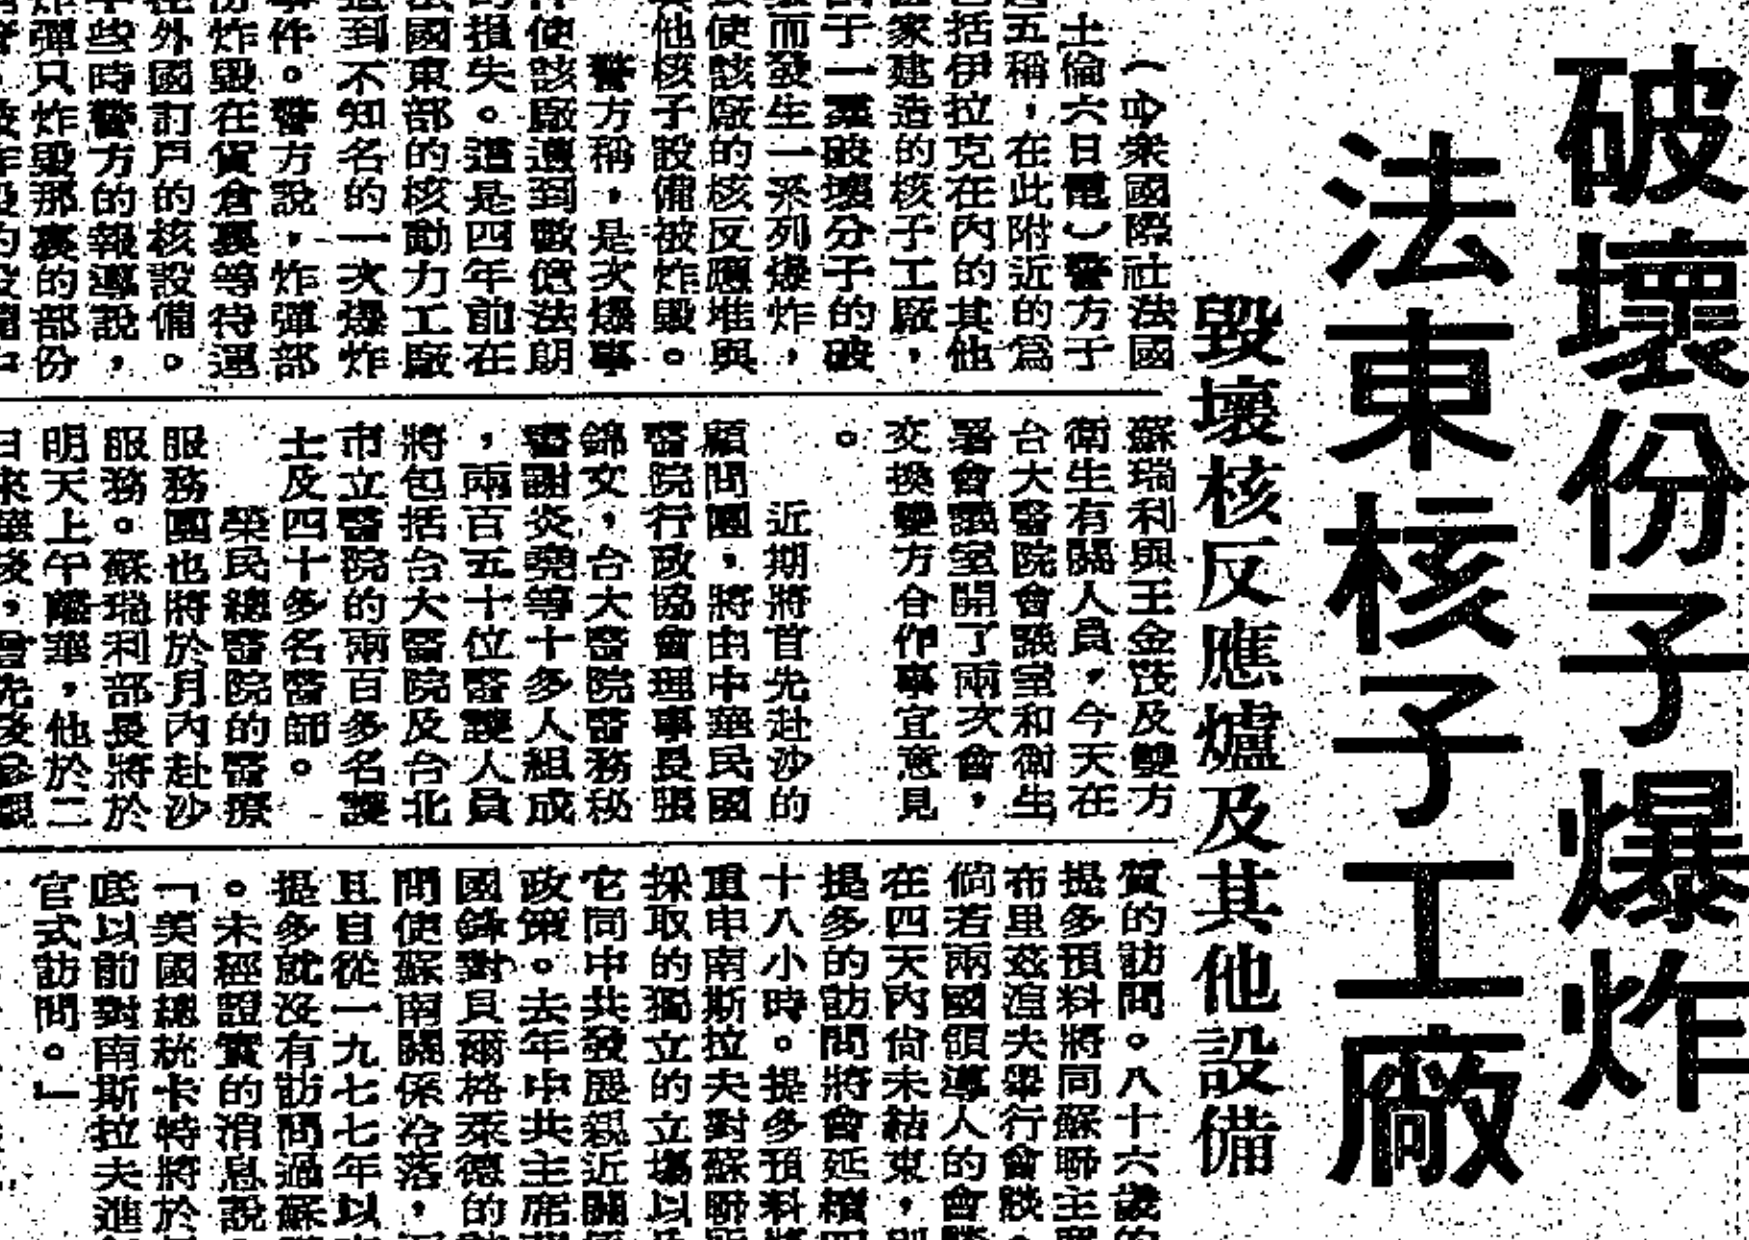 破壞份子爆炸
法東核子工廠
毀壞核反應爐及其他設備
（合眾國際社法國
土倫六日電）警方于
五稱，在此附近的為
括伊拉克在內的其他
家建造的核子工廠，
于一羣破壞分子的破
而發生一系列爆炸，
使該廠的核反應堆與
他核子設備被炸毀。
警方稱，是次爆事
使該廠遭到數億法朗
損失。這是四年前在
國東部的核動力工廠
到不知名的一次爆炸
件。警方說，炸彈部
份炸毀在貨倉裏等待運
外國訂戶的核設備。
些時警方的報導說，
炸彈只炸毀那裏的部份
蘇瑞利與王金茂及雙方
衛生有關人員，今天在
台大醫院會議室和衛生
署會議室開了兩次會，
交換雙方合作事宜意見
。
近期將首先赴沙的
顧問團，將由中華民國
醫院行政協會理事長張
錦文，台大醫院醫務秘
書謝炎堯等十多人組成
，兩百五十位醫護人員
將包括台大醫院及台北
市立醫院的兩百多名護
士及四十多名醫師。
榮民總醫院的醫療
服務團也將於月內赴沙
服務。蘇瑞利部長將於
明天上午離華，他於二
日來華後，曾先後參觀
質的訪問。八十六歲的
提多預料將同蘇聯主
布里茲湼夫舉行會談。
倘若兩國領導人的會
在四天內尚未結束，則
提多的訪問將會延續四
十八小時。提多預料將
重申南斯拉夫對蘇聯所
採取的獨立的立場以
它同中共發展親近關係
政策。去年中共主席
國鋒對貝爾格萊德的
問使蘇南關係冷落，
且自從一九七七年以
提多就沒有訪問過蘇
。未經證實的消息說
「美國總統卡特將於
底以前對南斯拉夫進
官式訪問。」